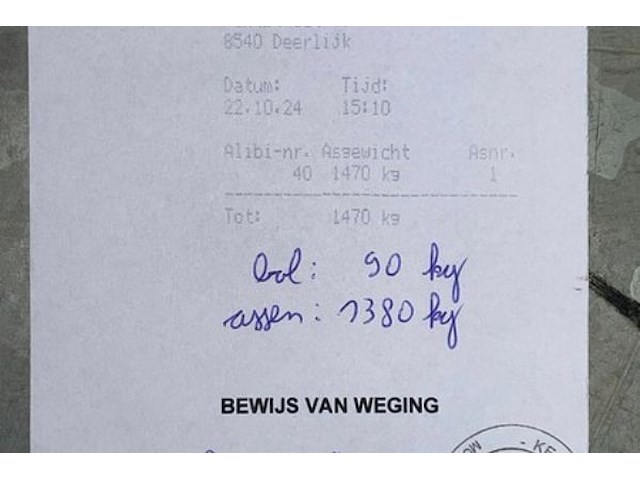 8540 Deerlijk
Datum: Tijd:
22.10.24 15:10
Alibi-nr. Asgewicht Asnr.
40 1470 kg 1
Tot: 1470 kg
bol: 90 kg
assen: 1380 kg
BEWIJS VAN WEGING